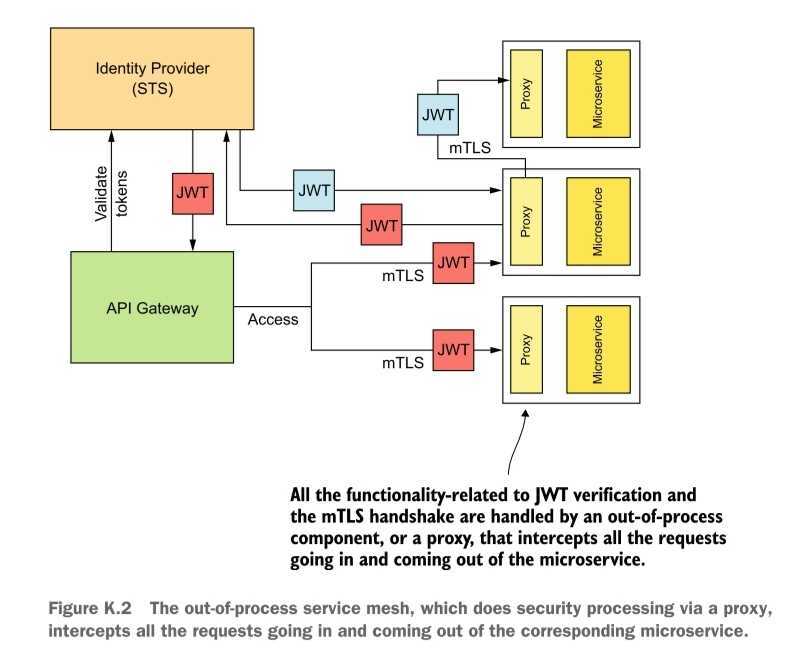 Identity Provider
(STS)
JWT
Proxy
Microservice
mTLS
Validate
tokens
JWT
JWT
JWT
Proxy
Microservice
API Gateway
Access
JWT
mTLS
JWT
mTLS
Proxy
Microservice
All the functionality-related to JWT verification and
the mTLS handshake are handled by an out-of-process
component, or a proxy, that intercepts all the requests
going in and coming out of the microservice.
Figure K.2 The out-of-process service mesh, which does security processing via a proxy,
intercepts all the requests going in and coming out of the corresponding microservice.